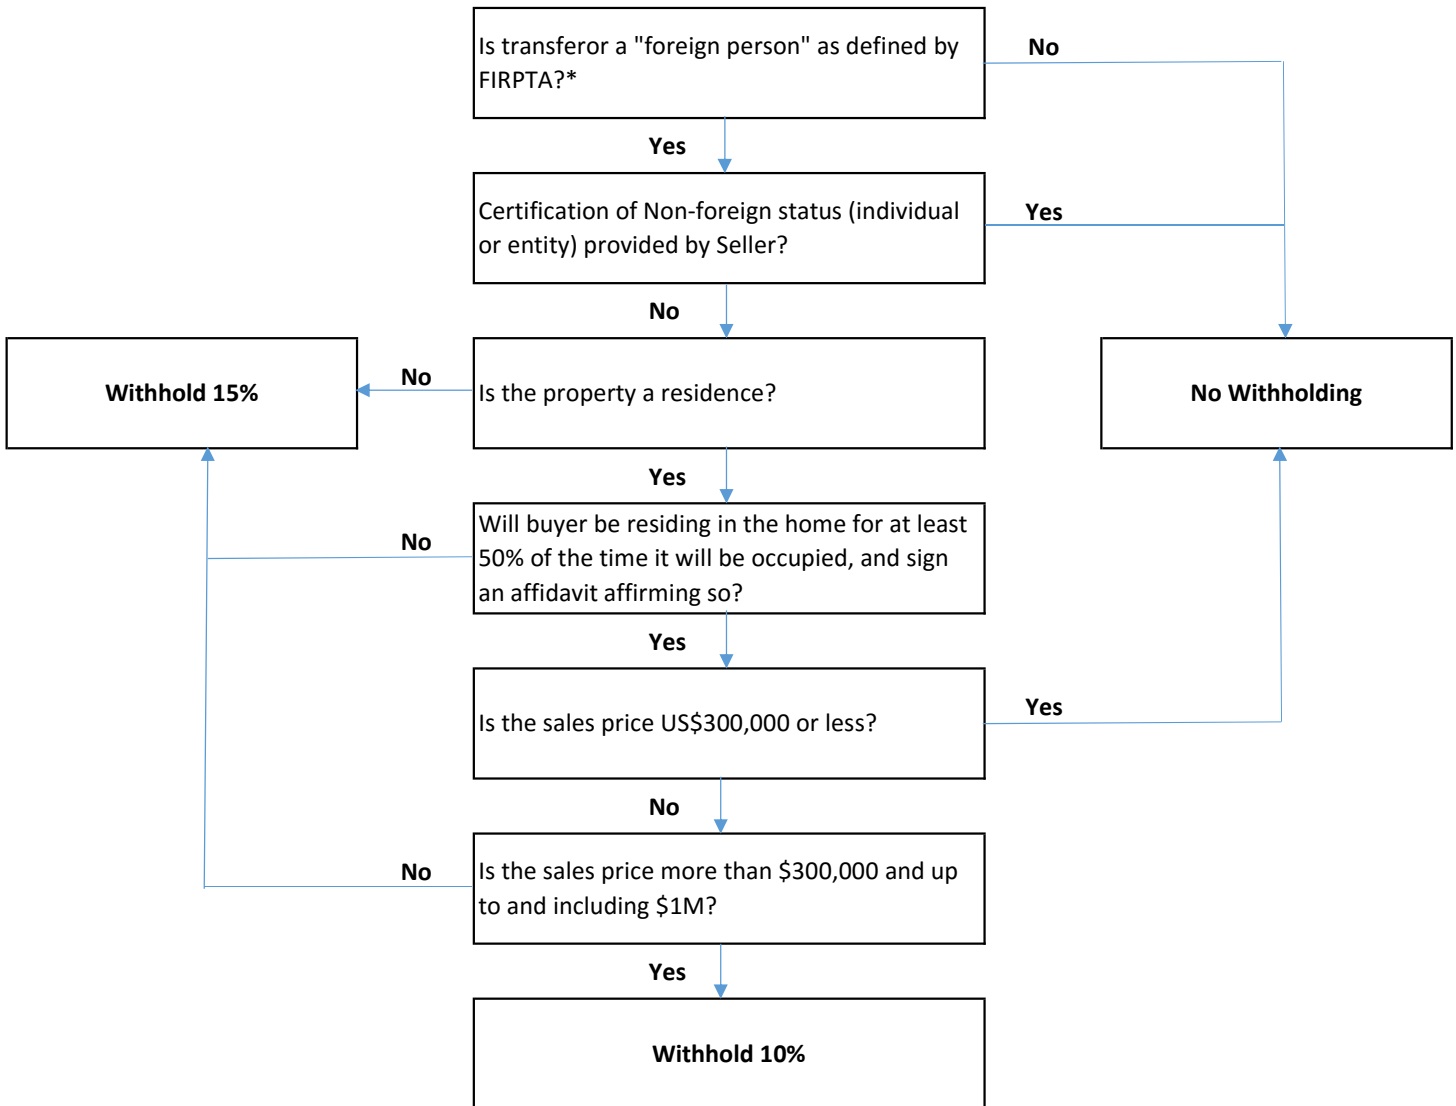 Is transferor a "foreign person" as defined by
FIRPTA?*
No
Yes
Certification of Non-foreign status (individual
or entity) provided by Seller?
Yes
No
Withhold 15%
No
Is the property a residence?
No Withholding
Yes
No
Will buyer be residing in the home for at least
50% of the time it will be occupied, and sign
an affidavit affirming so?
Yes
Is the sales price US$300,000 or less?
Yes
No
No
Is the sales price more than $300,000 and up
to and including $1M?
Yes
Withhold 10%